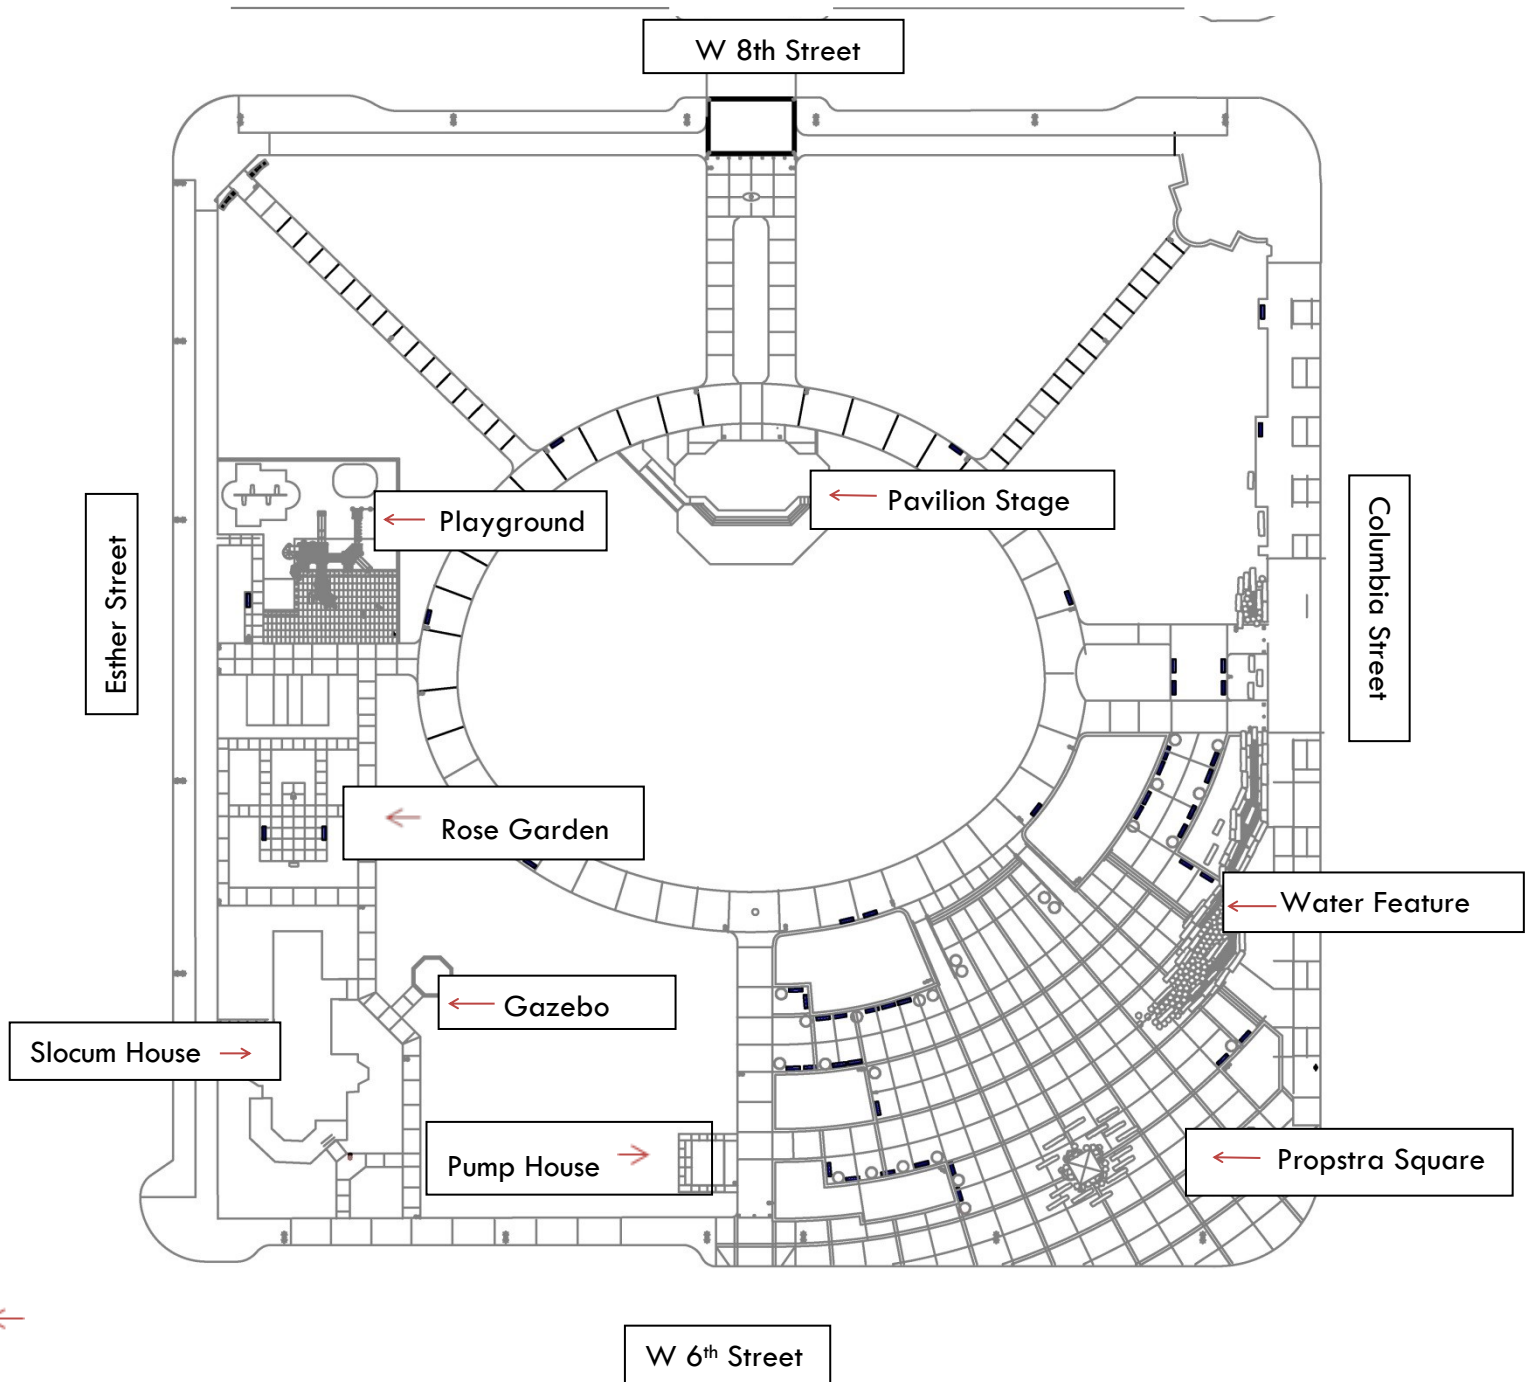 W 8th Street
Pavilion Stage
Playground
Esther Street
Columbia Street
Rose Garden
Water Feature
Gazebo
Slocum House
Pump House
Propstra Square
W 6th Street